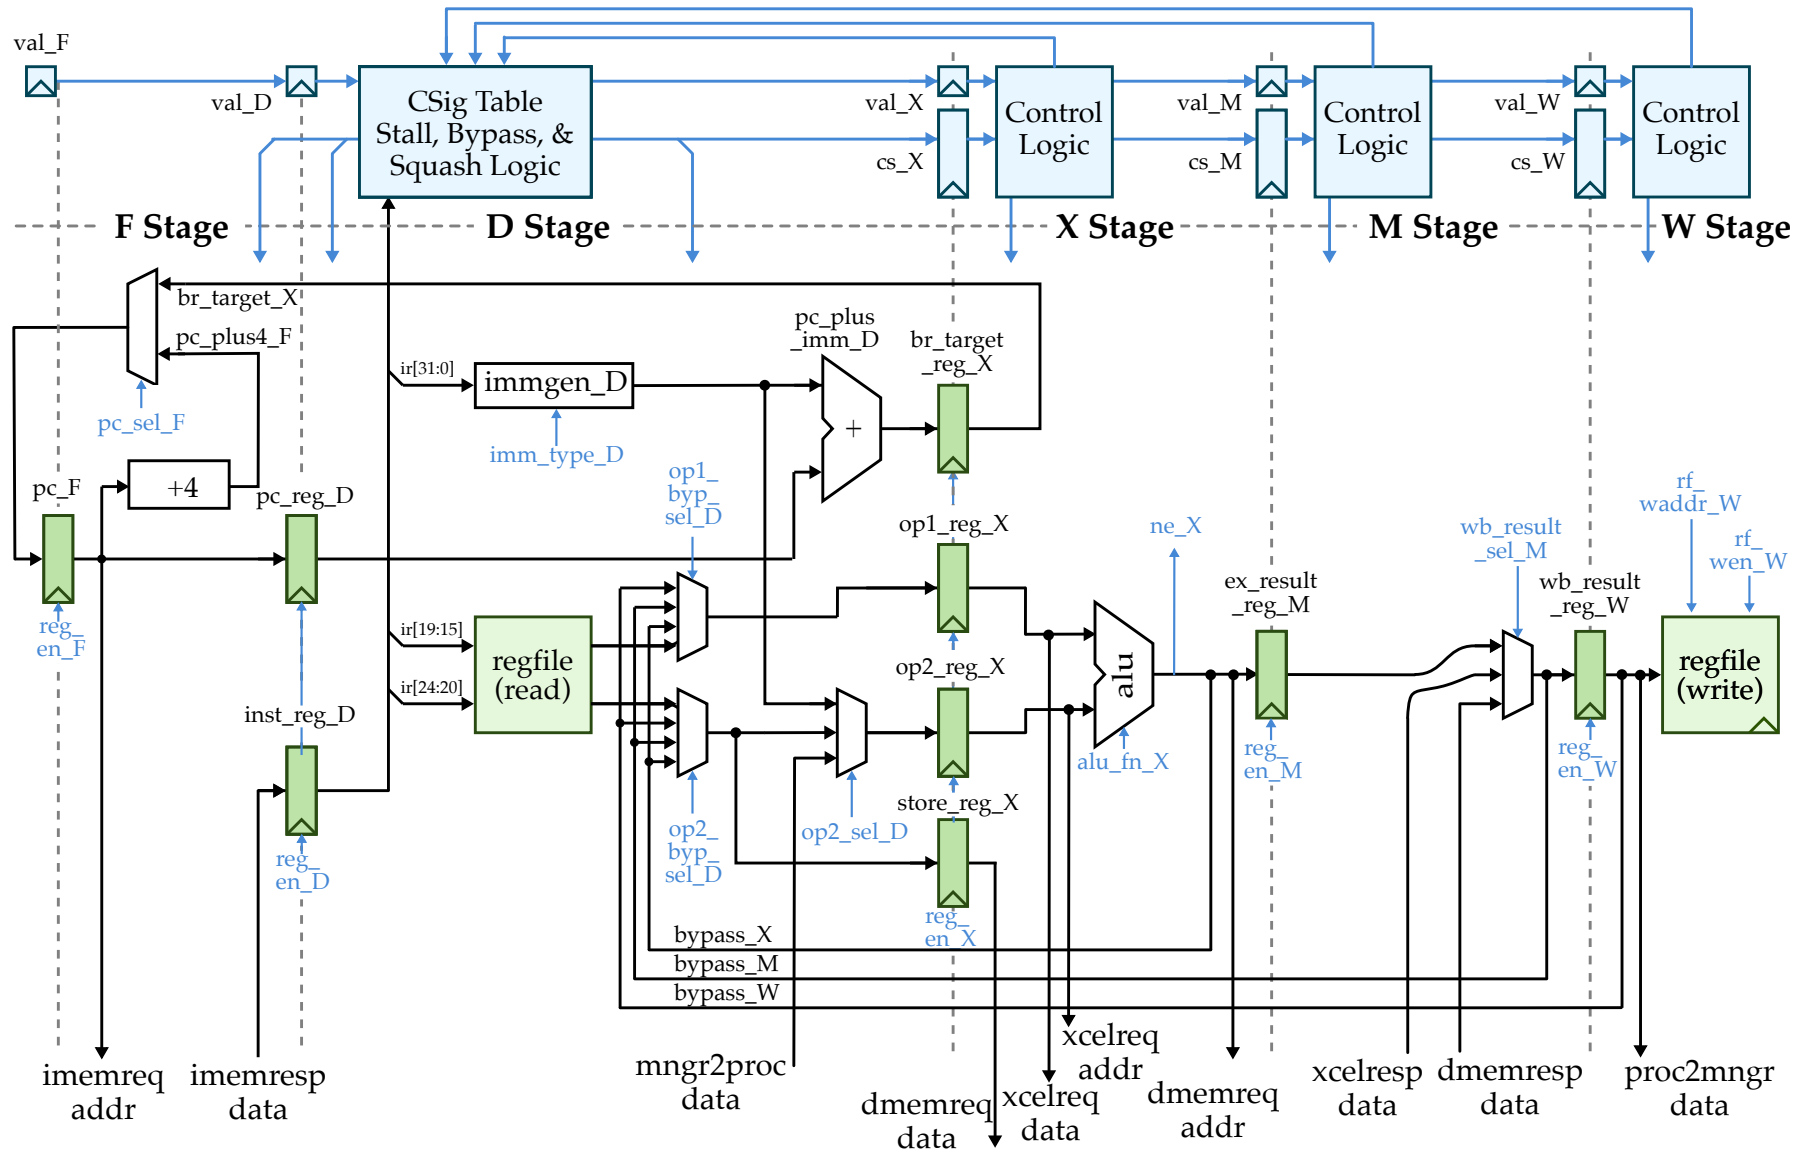 val_F
val_D
CSig Table
Stall, Bypass, &
Squash Logic
val_X
cs_X
Control
Logic
val_M
cs_M
Control
Logic
val_W
cs_W
Control
Logic
F Stage
D Stage
X Stage
M Stage
W Stage
br_target_X
pc_plus4_F
pc_sel_F
+4
pc_F
reg_
en_F
pc_reg_D
inst_reg_D
reg_
en_D
ir[31:0]
immgen_D
imm_type_D
pc_plus
_imm_D
+
br_target
_reg_X
op1_
byp_
sel_D
ir[19:15]
ir[24:20]
regfile
(read)
op2_
byp_
sel_D
op2_sel_D
op1_reg_X
op2_reg_X
store_reg_X
reg_
en_X
alu
alu_fn_X
ne_X
ex_result
_reg_M
reg_
en_M
wb_result
_sel_M
wb_result
_reg_W
reg_
en_W
rf_
waddr_W
rf_
wen_W
regfile
(write)
bypass_X
bypass_M
bypass_W
imemreq
addr
imemresp
data
mngr2proc
data
dmemreq
data
xcelreq
data
xcelreq
addr
dmemreq
addr
xcelresp
data
dmemresp
data
proc2mngr
data